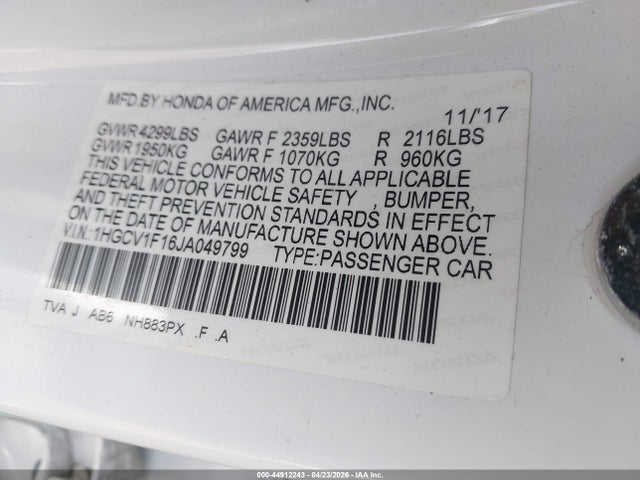 MFD.BY HONDA OF AMERICA MFG.,INC.
11/'17
GVWR 4299LBS GAWR F 2359LBS R 2116LBS
GVWR 1950KG GAWR F 1070KG R 960KG
THIS VEHICLE CONFORMS TO ALL APPLICABLE
FEDERAL MOTOR VEHICLE SAFETY , BUMPER,
AND THEFT PREVENTION STANDARDS IN EFFECT
ON THE DATE OF MANUFACTURE SHOWN ABOVE.
V.I.N.:1HGCV1F16JA049799 TYPE:PASSENGER CAR
TVA J AB6 NH883PX .F .A
HONDA
000-44912243 - 04/23/2026 - IAA Inc.